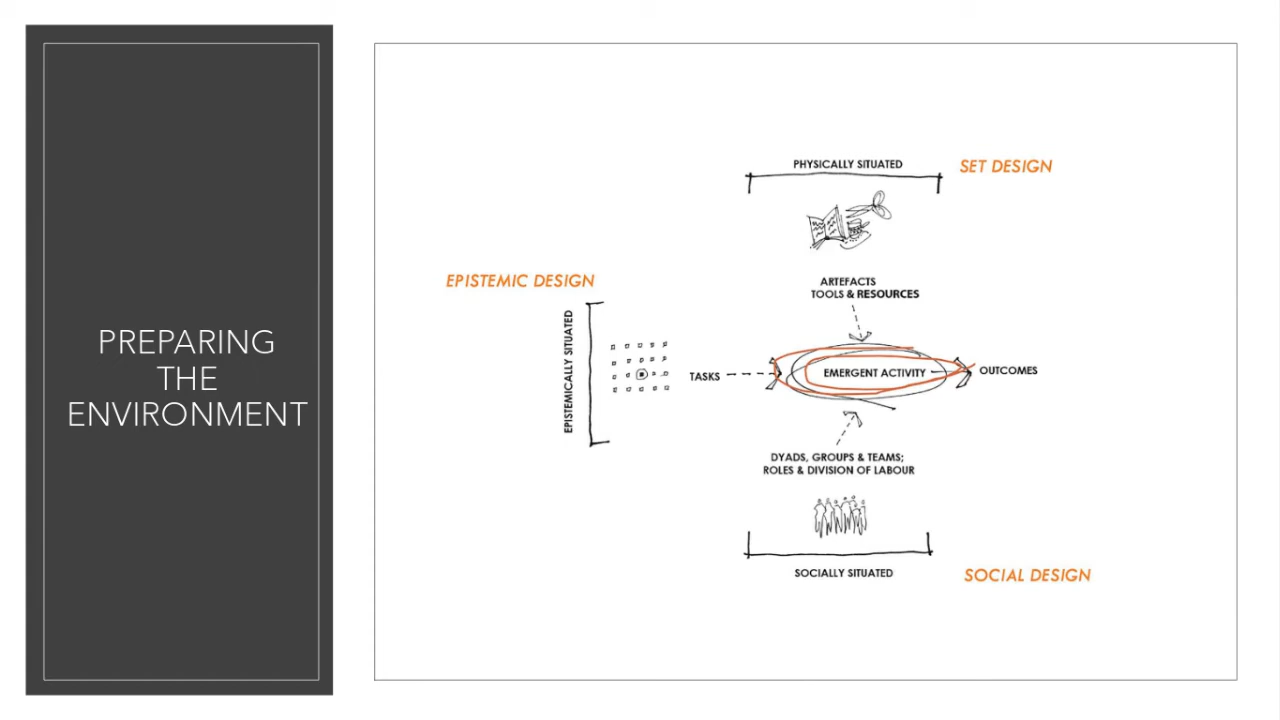 PREPARING
THE
ENVIRONMENT
PHYSICALLY SITUATED
SET DESIGN
ARTEFACTS
TOOLS & RESOURCES
EPISTEMIC DESIGN
EPISTEMICALLY SITUATED
TASKS
EMERGENT ACTIVITY
OUTCOMES
DYADS, GROUPS & TEAMS;
ROLES & DIVISION OF LABOUR
SOCIALLY SITUATED
SOCIAL DESIGN